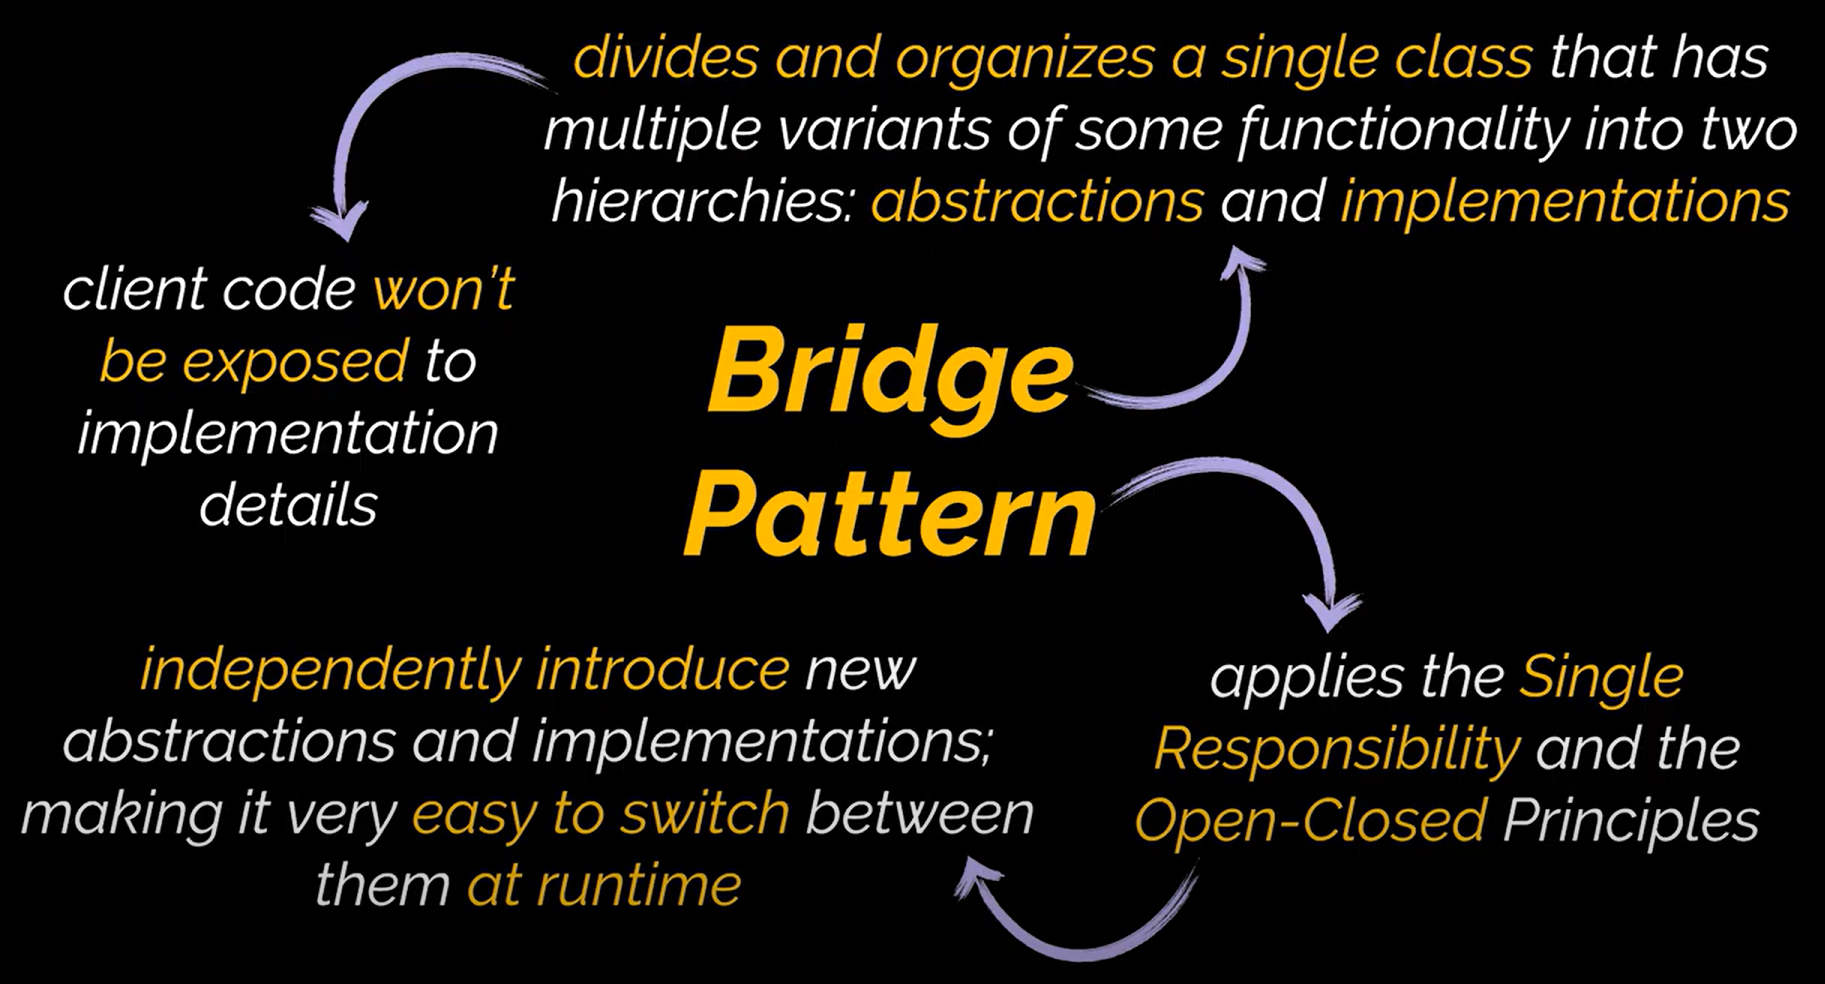 divides and organizes a single class that has
multiple variants of some functionality into two
hierarchies: abstractions and implementations
client code won't
be exposed to
implementation
details
Bridge
Pattern
independently introduce new
abstractions and implementations;
making it very easy to switch between
them at runtime
applies the Single
Responsibility and the
Open-Closed Principles